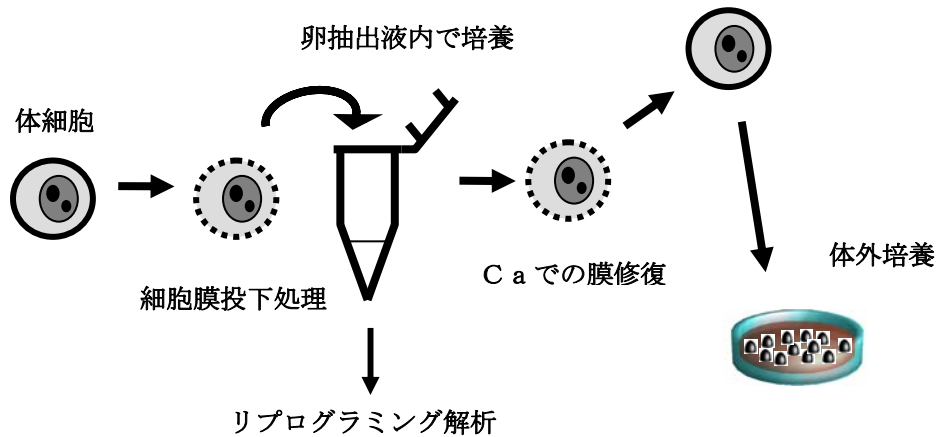 卵抽出液内で培養
体細胞
細胞膜投下処理
Ｃａでの膜修復
体外培養
リプログラミング解析